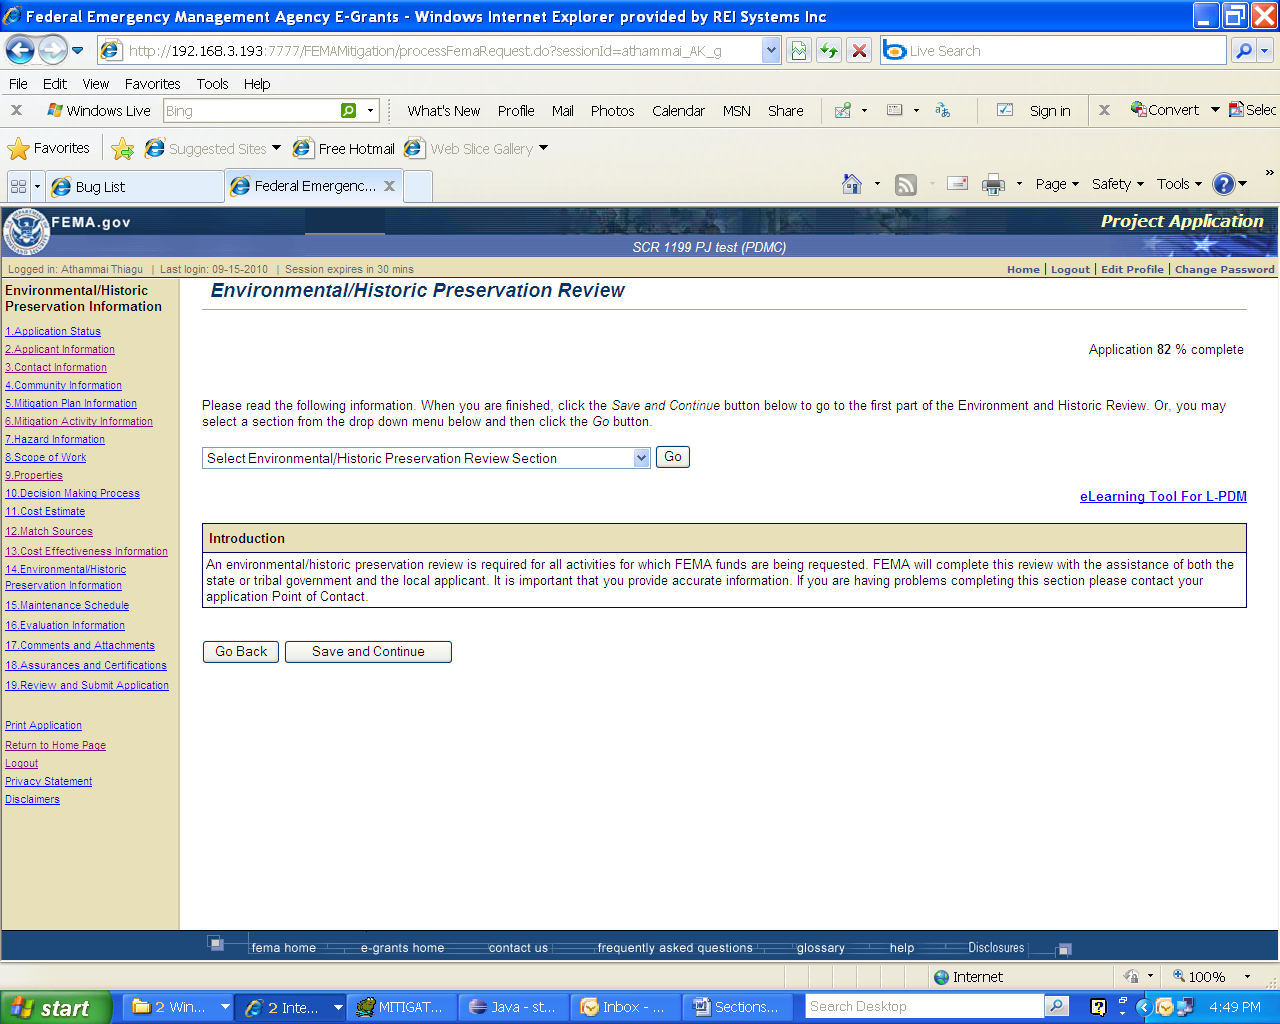 Federal Emergency Management Agency E-Grants - Windows Internet Explorer provided by REI Systems Inc
http://192.168.3.193:7777/FEMAMitigation/processFemaRequest.do?sessionId=athammai_AK_g
Live Search
File Edit View Favorites Tools Help
Windows Live Bing What's New Profile Mail Photos Calendar MSN Share Sign in Convert Selec
Favorites Suggested Sites Free Hotmail Web Slice Gallery
Bug List Federal Emergenc... Page Safety Tools
FEMA.gov Project Application
SCR 1199 PJ test (PDMC)
Logged in: Athammai Thiagu | Last login: 09-15-2010 | Session expires in 30 mins Home | Logout | Edit Profile | Change Password
Environmental/Historic
Preservation Information
1.Application Status
2.Applicant Information
3.Contact Information
4.Community Information
5.Mitigation Plan Information
6.Mitigation Activity Information
7.Hazard Information
8.Scope of Work
9.Properties
10.Decision Making Process
11.Cost Estimate
12.Match Sources
13.Cost Effectiveness Information
14.Environmental/Historic
Preservation Information
15.Maintenance Schedule
16.Evaluation Information
17.Comments and Attachments
18.Assurances and Certifications
19.Review and Submit Application
Print Application
Return to Home Page
Logout
Privacy Statement
Disclaimers
Environmental/Historic Preservation Review
Application 82 % complete
Please read the following information. When you are finished, click the Save and Continue button below to go to the first part of the Environment and Historic Review. Or, you may
select a section from the drop down menu below and then click the Go button.
Select Environmental/Historic Preservation Review Section Go
eLearning Tool For L-PDM
Introduction
An environmental/historic preservation review is required for all activities for which FEMA funds are being requested. FEMA will complete this review with the assistance of both the
state or tribal government and the local applicant. It is important that you provide accurate information. If you are having problems completing this section please contact your
application Point of Contact.
Go Back Save and Continue
fema home e-grants home contact us frequently asked questions glossary help Disclosures
Internet 100%
start 2 Win... 2 Inte... MITIGAT... Java - st... Inbox - ... Sections... Search Desktop 4:49 PM